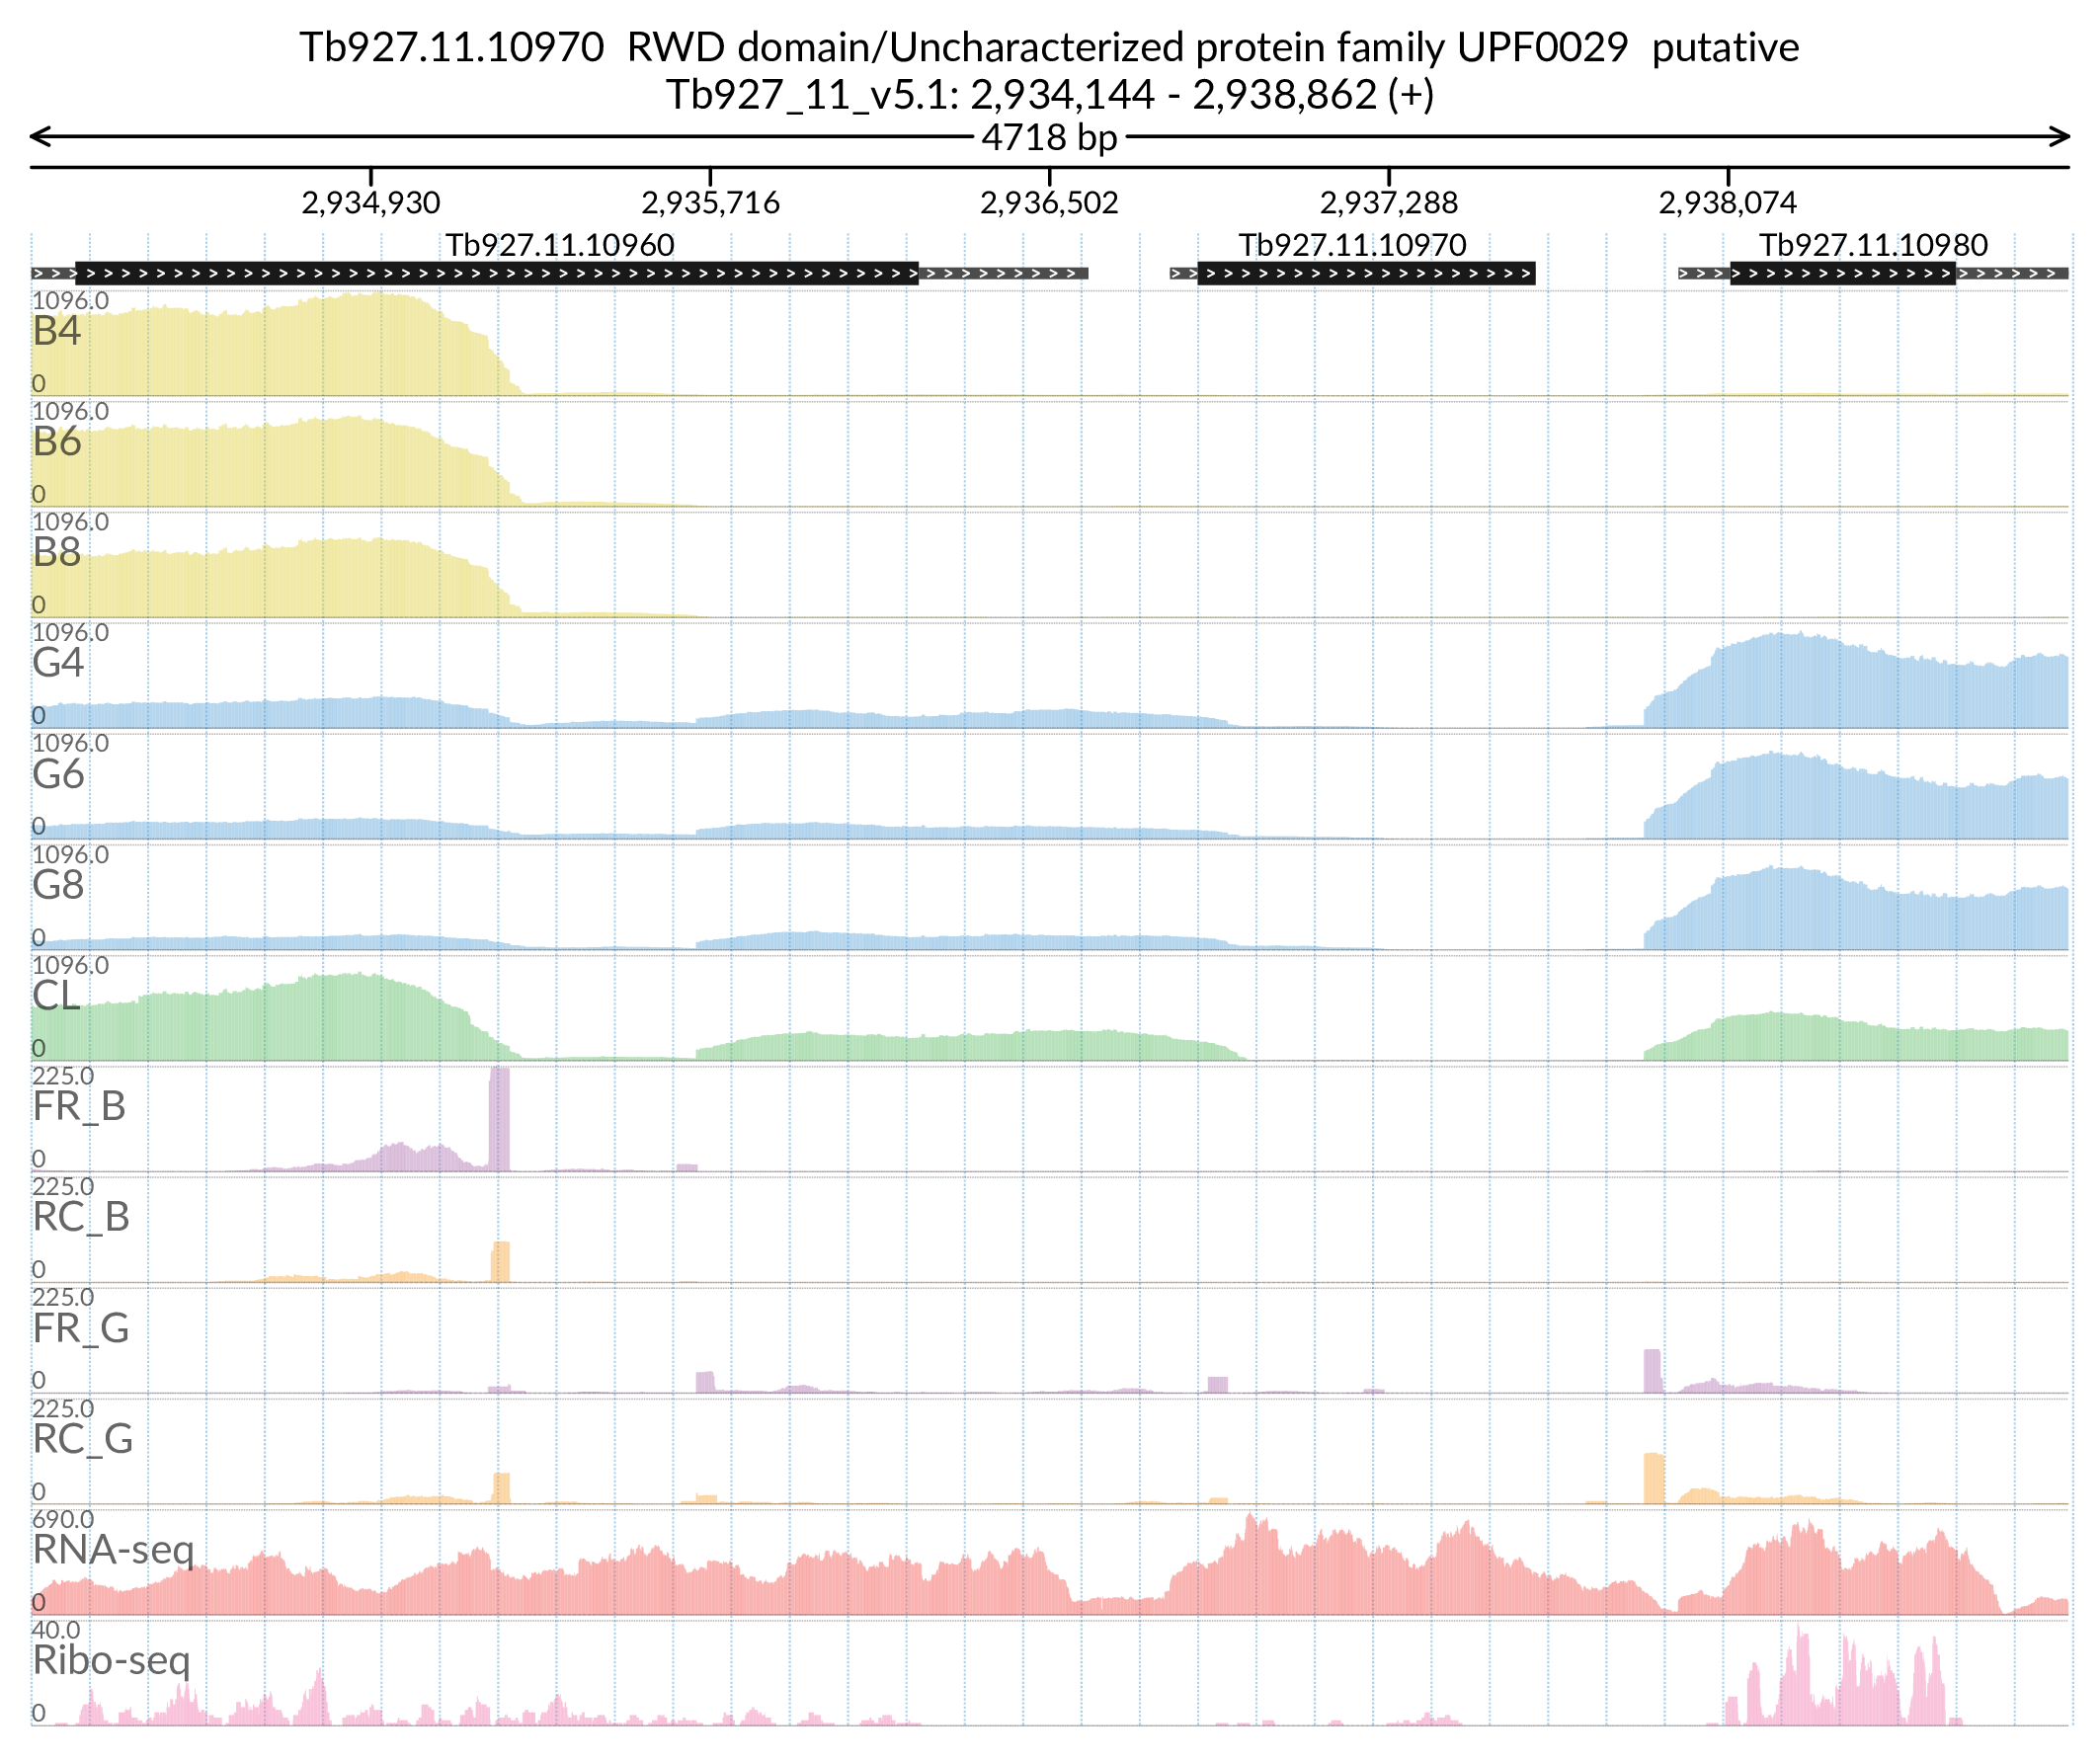 Tb927.11.10970  RWD domain/Uncharacterized protein family UPF0029  putative
Tb927_11_v5.1: 2,934,144 - 2,938,862 (+)
4718 bp
2,934,930 2,935,716 2,936,502 2,937,288 2,938,074
Tb927.11.10960 Tb927.11.10970 Tb927.11.10980
1096.0
B4
0
1096.0
B6
0
1096.0
B8
0
1096.0
G4
0
1096.0
G6
0
1096.0
G8
0
1096.0
CL
0
225.0
FR_B
0
225.0
RC_B
0
225.0
FR_G
0
225.0
RC_G
0
690.0
RNA-seq
0
40.0
Ribo-seq
0